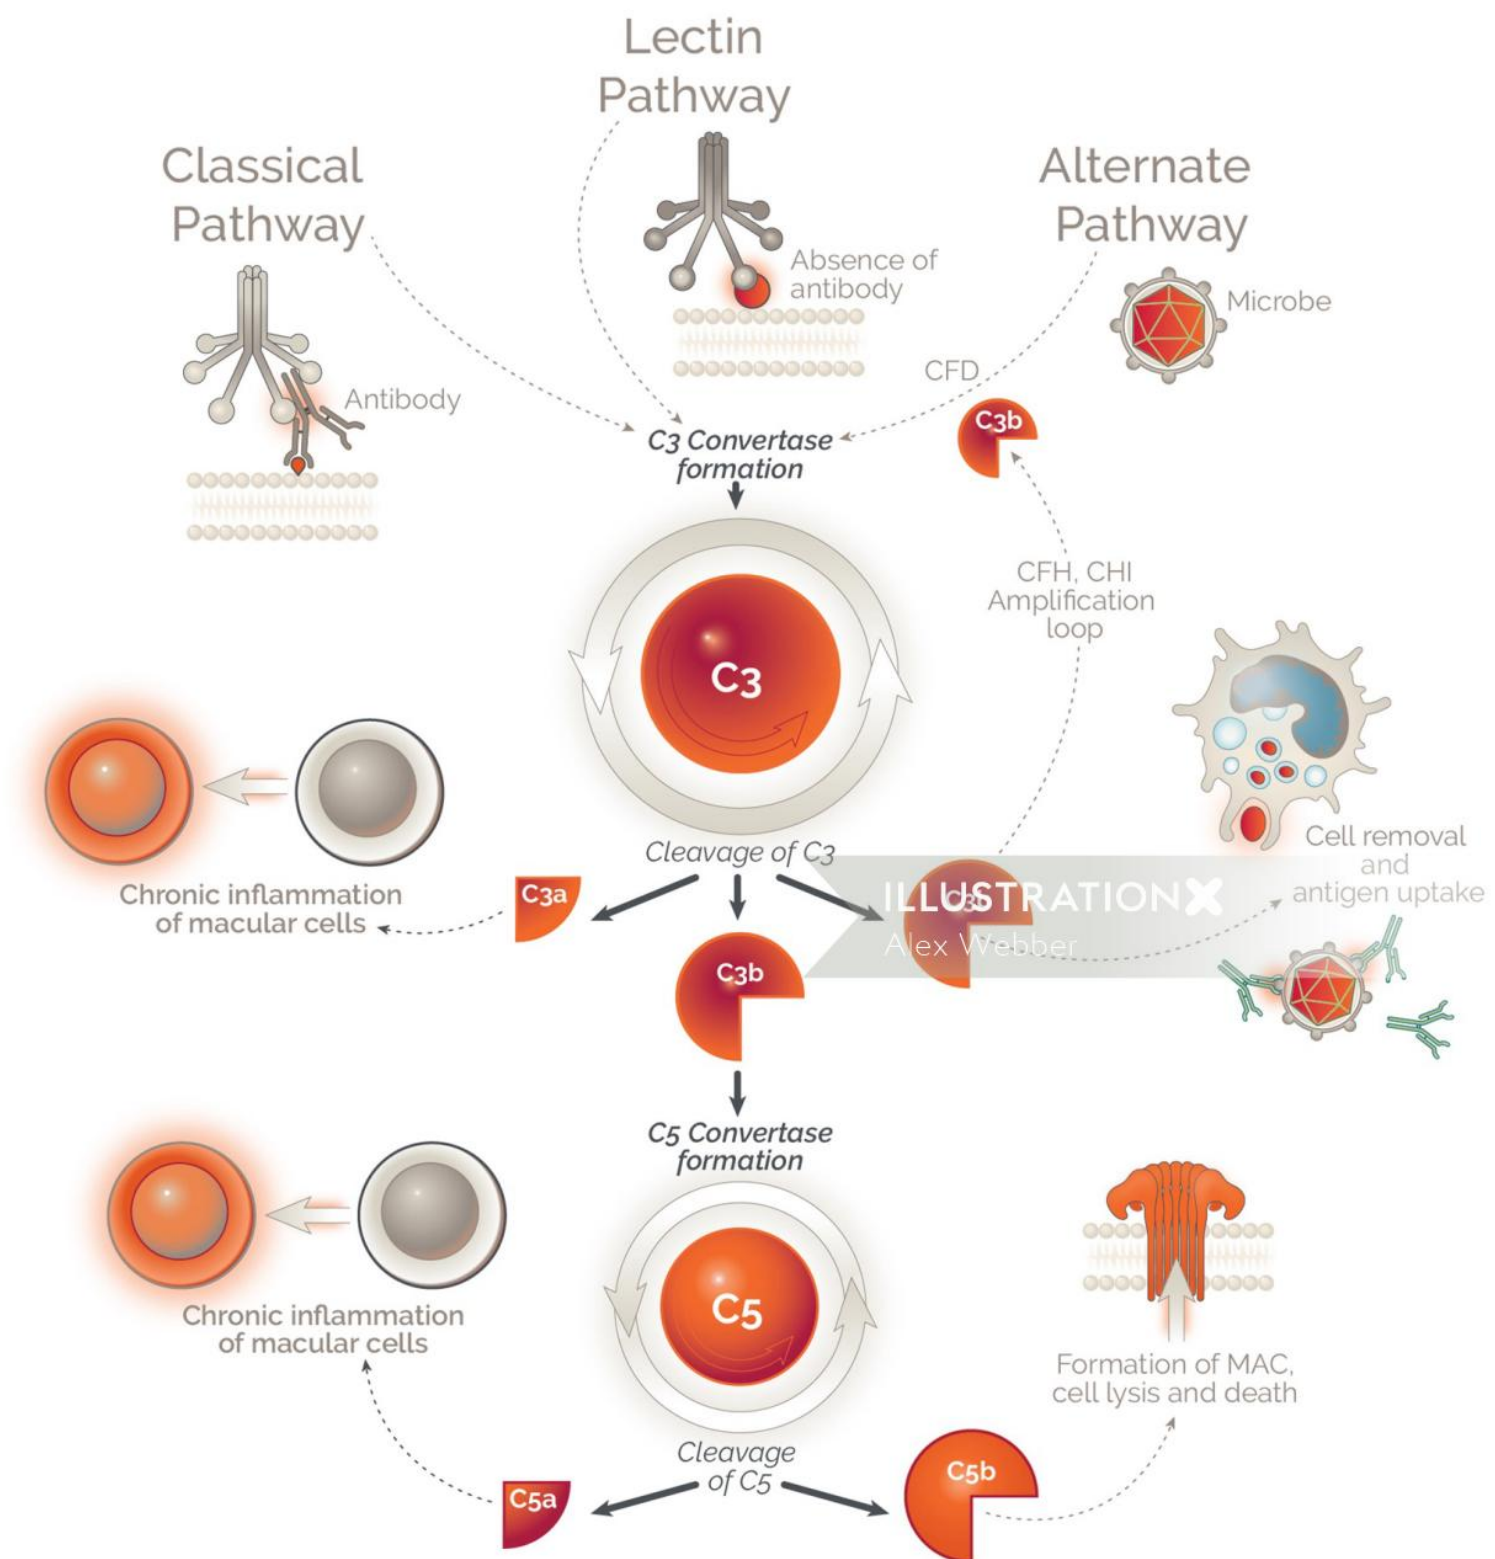 Lectin
Pathway
Classical
Pathway
Alternate
Pathway
Absence of
antibody
Microbe
Antibody
CFD
C3b
C3 Convertase
formation
CFH, CHI
Amplification
loop
C3
Cell removal
and
antigen uptake
Cleavage of C3
Chronic inflammation
of macular cells
C3a
C3b
ILLUSTRATIONX
Alex Webber
C5 Convertase
formation
C5
Chronic inflammation
of macular cells
Formation of MAC,
cell lysis and death
Cleavage
of C5
C5a
C5b